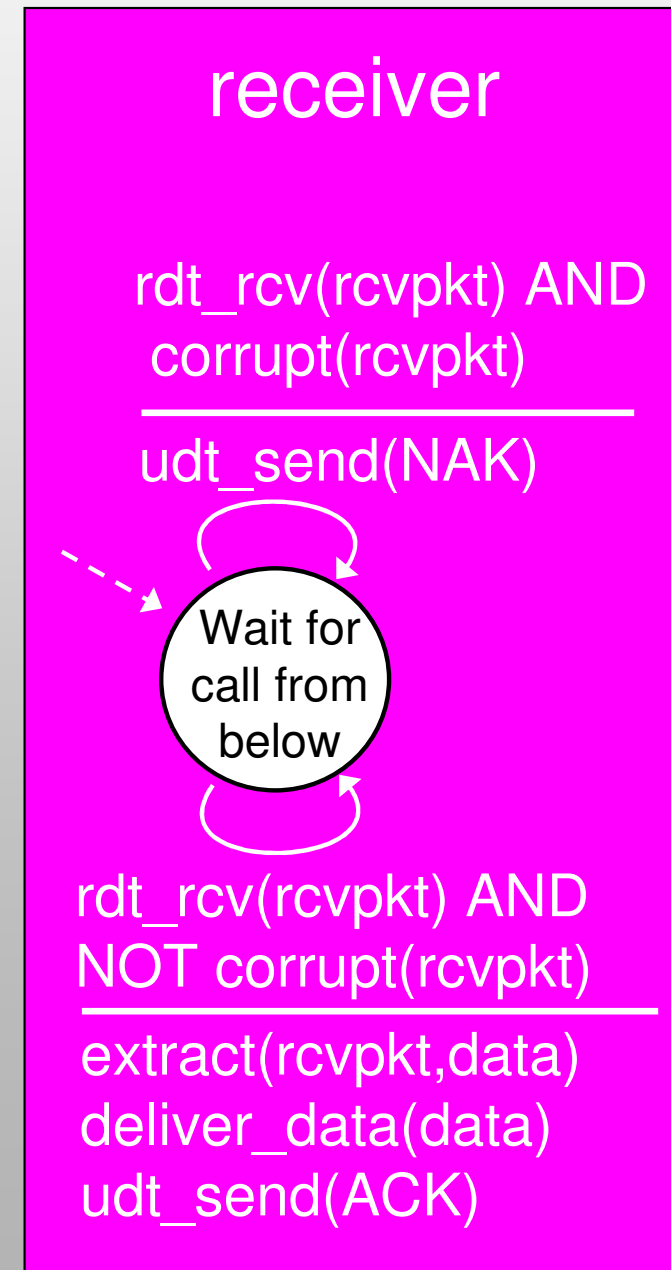 receiver
rdt_rcv(rcvpkt) AND
corrupt(rcvpkt)
udt_send(NAK)
Wait for
call from
below
rdt_rcv(rcvpkt) AND
NOT corrupt(rcvpkt)
extract(rcvpkt,data)
deliver_data(data)
udt_send(ACK)